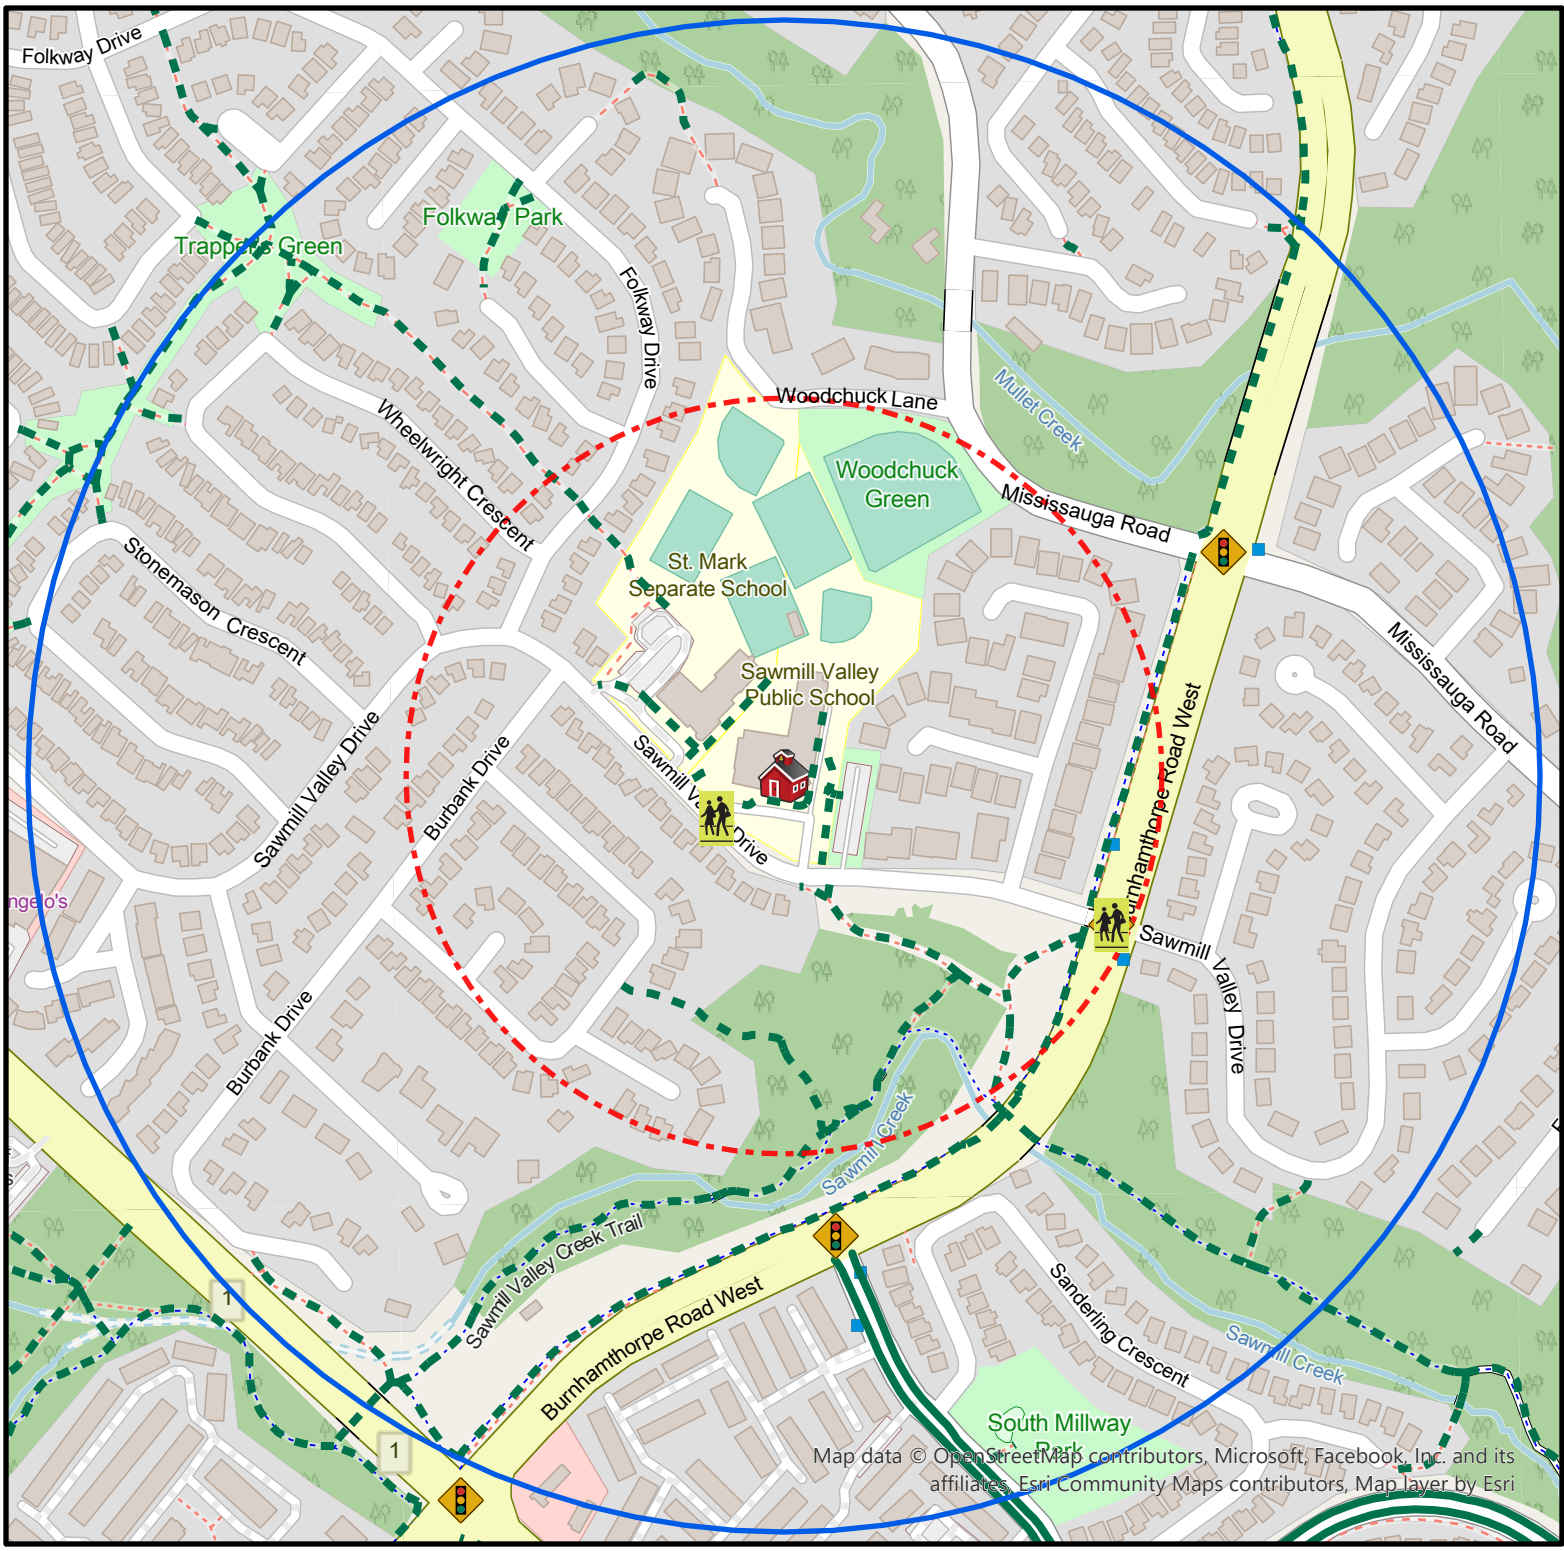 Folkway Drive
Folkway Park
Trapper's Green
Folkway Drive
Woodchuck Lane
Mullet Creek
Wheelwright Crescent
Woodchuck
Green
Mississauga Road
Stonemason Crescent
St. Mark
Separate School
Mississauga Road
Sawmill Valley
Public School
Burnhamthorpe Road West
Sawmill Valley Drive
Burbank Drive
Drive
ngelo's
Sawmill Valley Drive
Burbank Drive
Sawmill Creek
Sawmill Valley Creek Trail
1
Burnhamthorpe Road West
Sanderling Crescent
Sawmill Creek
South Millway
Park
1
Map data © OpenStreetMap contributors, Microsoft, Facebook, Inc. and its
affiliates, Esri Community Maps contributors, Map layer by Esri